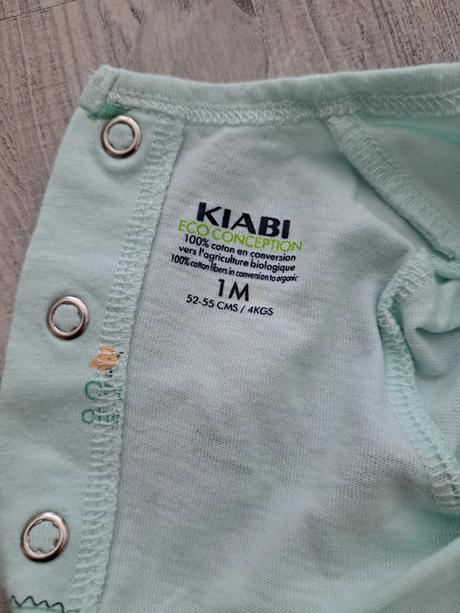 KIABI
ECO CONCEPTION
100% coton en conversion
vers l'agriculture biologique
100% cotton fibers in conversion to organic
1M
52-55 CMS / 4KGS